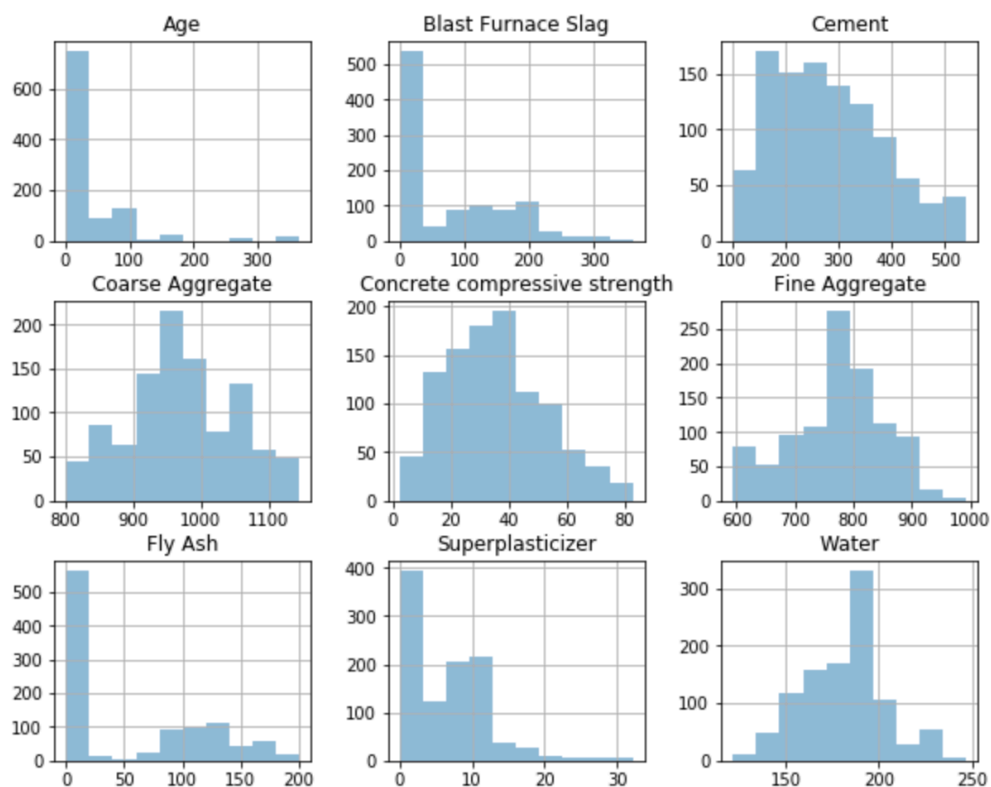 Age
Blast Furnace Slag
Cement
600
400
200
0
0 100 200 300
500
400
300
200
100
0
0 100 200 300
150
100
50
0
100 200 300 400 500
Coarse Aggregate
Concrete compressive strength
Fine Aggregate
200
150
100
50
0
800 900 1000 1100
200
150
100
50
0
0 20 40 60 80
250
200
150
100
50
0
600 700 800 900 1000
Fly Ash
Superplasticizer
Water
500
400
300
200
100
0
0 50 100 150 200
400
300
200
100
0
0 10 20 30
300
200
100
0
150 200 250